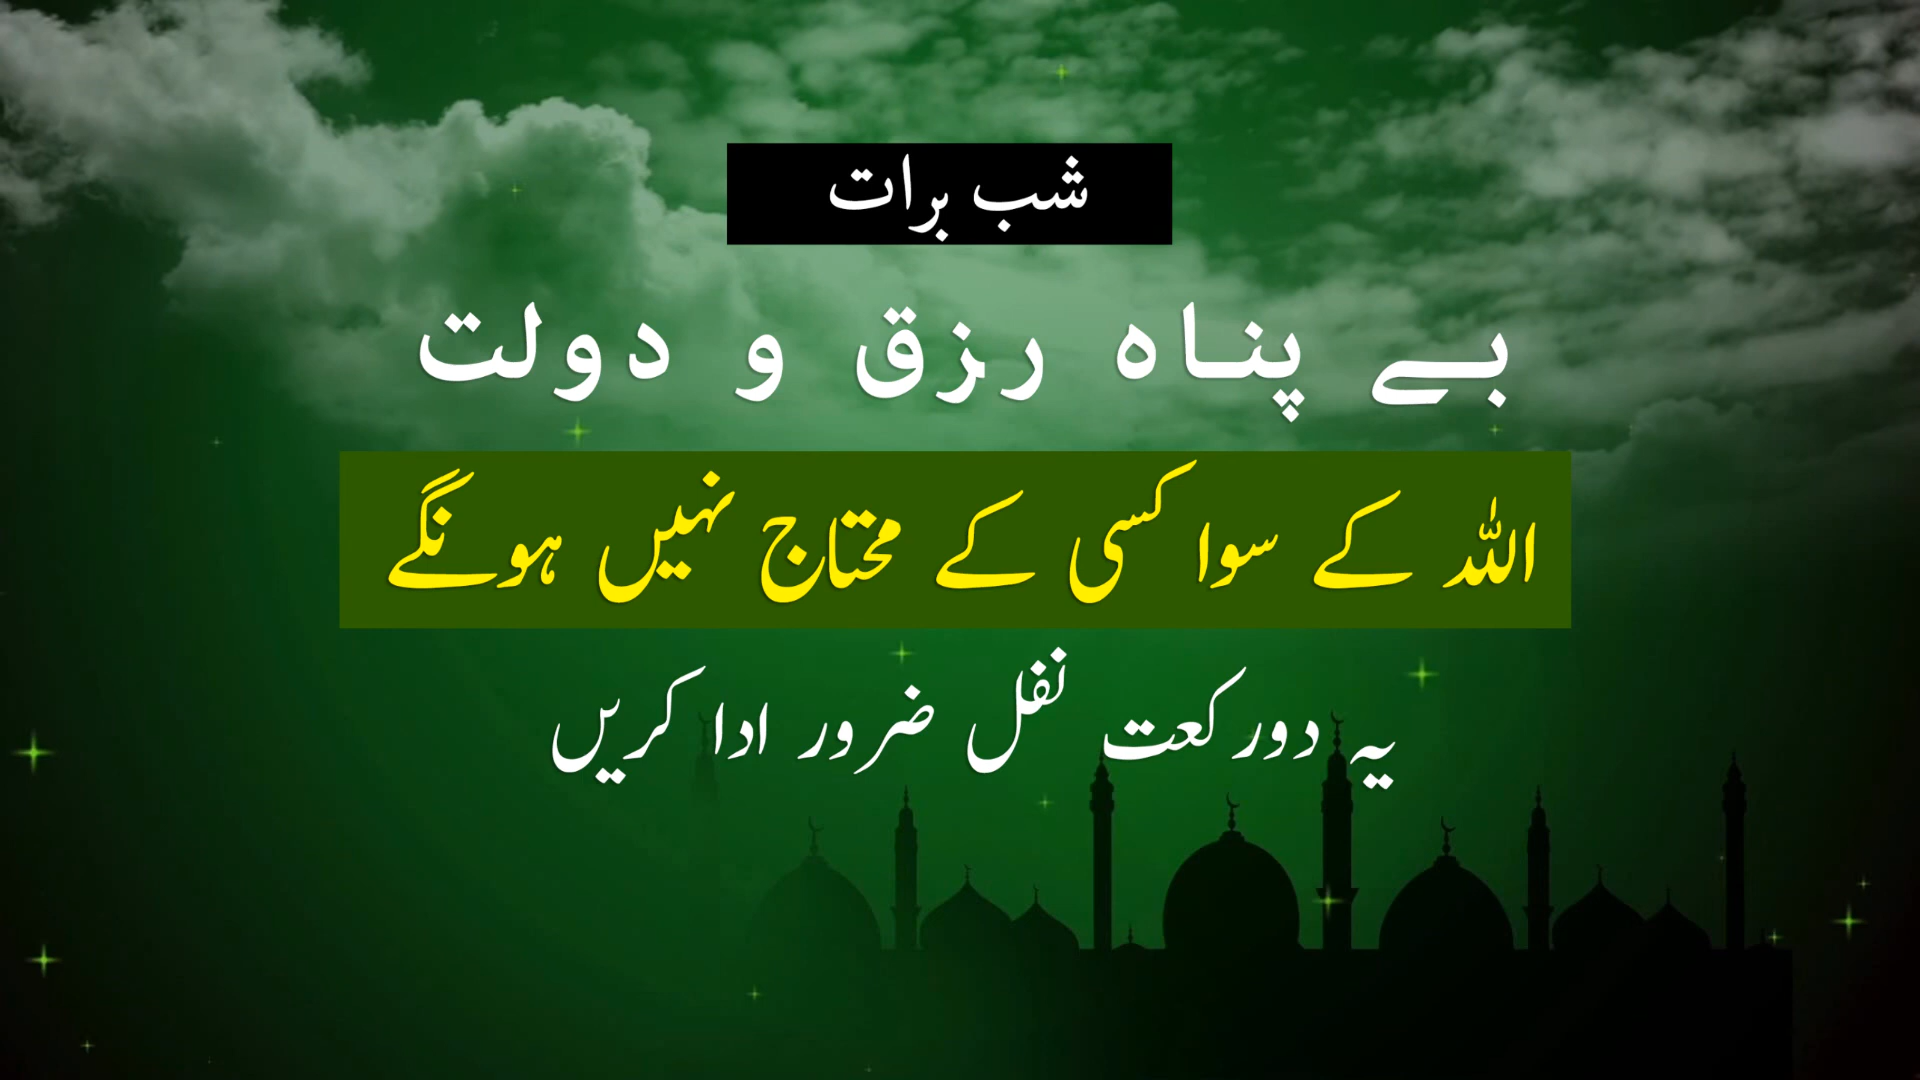 شب برات
بے پناہ رزق و دولت
اللہ کے سوا کسی کے محتاج نہیں ہونگے
یہ دو رکعت نفل ضرور ادا کریں